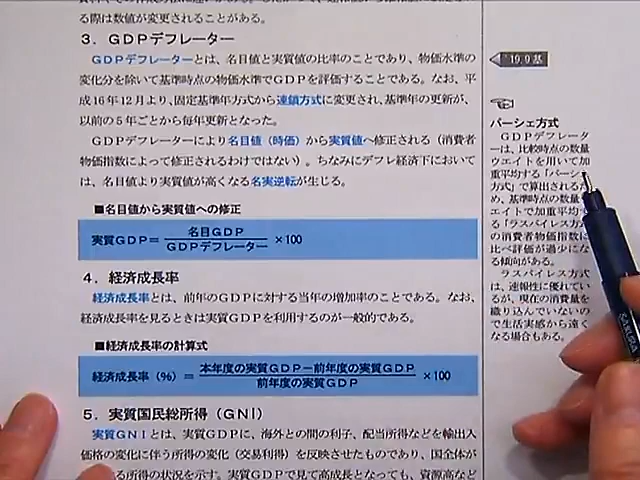 る際は数値が変更されることがある。
3．GDPデフレーター
GDPデフレーターとは、名目値と実質値の比率のことであり、物価水準の
変化分を除いて基準時点の物価水準でGDPを評価することである。なお、平
成16年12月より、固定基準年方式から連鎖方式に変更され、基準年の更新が、
以前の5年ごとから毎年更新となった。
GDPデフレーターにより名目値（時価）から実質値へ修正される（消費者
物価指数によって修正されるわけではない）。ちなみにデフレ経済下において
は、名目値より実質値が高くなる名実逆転が生じる。
■名目値から実質値への修正
実質GDP＝ 名目GDP / GDPデフレーター ×100
4．経済成長率
経済成長率とは、前年のGDPに対する当年の増加率のことである。なお、
経済成長率を見るときは実質GDPを利用するのが一般的である。
■経済成長率の計算式
経済成長率（％）＝ 本年度の実質GDP－前年度の実質GDP / 前年度の実質GDP ×100
5．実質国民総所得（GNI）
実質GNIとは、実質GDPに、海外との間の利子、配当所得などを輸出入
価格の変化に伴う所得の変化（交易利得）を反映させたものであり、国全体が
る所得の状況を示す。実質GDPで見て高成長となっても、資源高など
'19.9 基
パーシェ方式
GDPデフレータ
ーは、比較時点の数量
ウエイトを用いて加
重平均する「パーシ
方式」で算出される
め、基準時点の数量
エイトで加重平均
る「ラスパイレス方
の消費者物価指数に
比べ評価が過少にな
る傾向がある。
ラスパイレス方式
は、速報性に優れてい
るが、現在の消費量を
織り込んでいないの
で生活実感から遠く
なる場合もある。
SAKURA